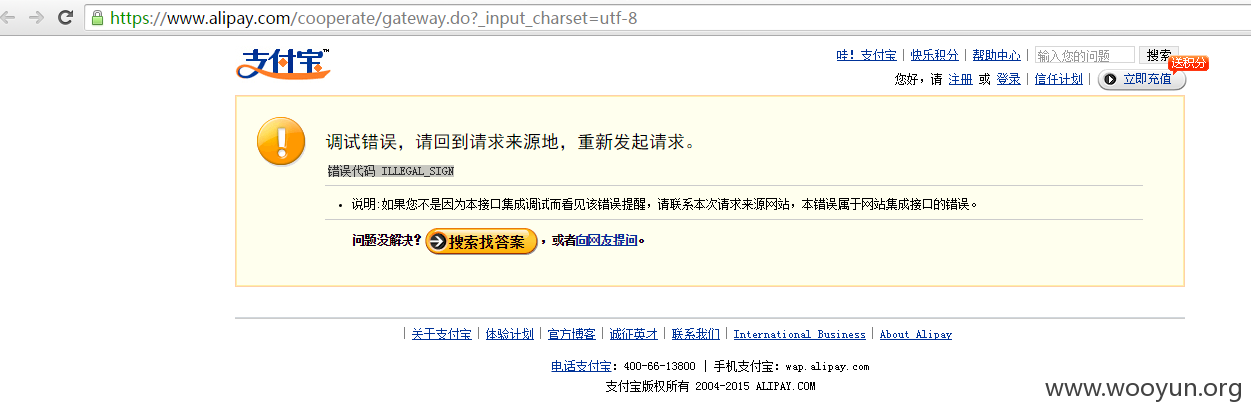 https://www.alipay.com/cooperate/gateway.do?_input_charset=utf-8
支付宝™
哇！支付宝 | 快乐积分 | 帮助中心 | 输入您的问题 搜索
送积分
您好，请 注册 或 登录 | 信任计划 | 立即充值
调试错误，请回到请求来源地，重新发起请求。
错误代码 ILLEGAL_SIGN
• 说明:如果您不是因为本接口集成调试而看见该错误提醒，请联系本次请求来源网站，本错误属于网站集成接口的错误。
问题没解决? 搜索找答案 ，或者向网友提问。
| 关于支付宝 | 体验计划 | 官方博客 | 诚征英才 | 联系我们 | International Business | About Alipay
电话支付宝：400-66-13800 | 手机支付宝：wap.alipay.com
支付宝版权所有 2004-2015 ALIPAY.COM
www.wooyun.org